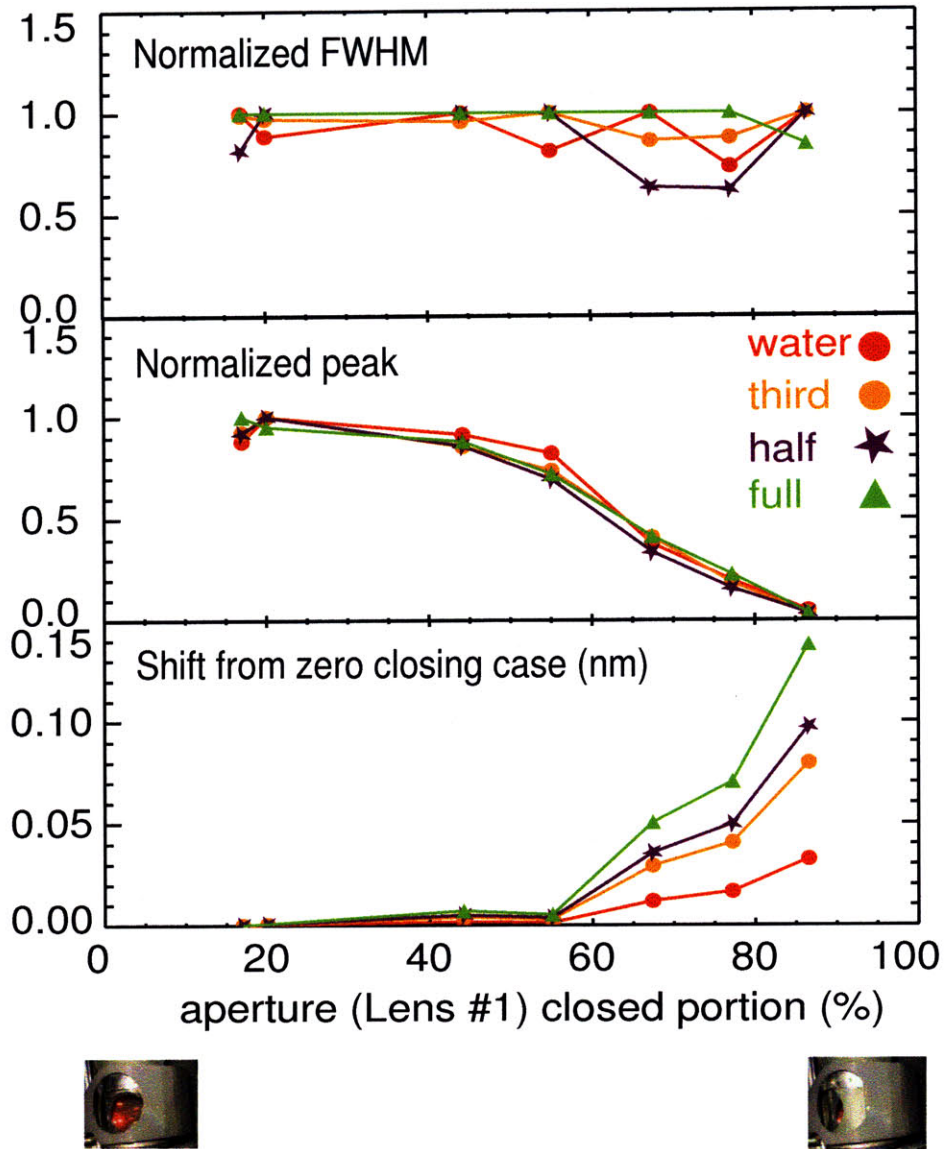 1.5
Normalized FWHM
1.0
0.5
0.0
1.5
Normalized peak
water
third
1.0
half
full
0.5
0.0
0.15
Shift from zero closing case (nm)
0.10
0.05
0.00
0 20 40 60 80 100
aperture (Lens #1) closed portion (%)